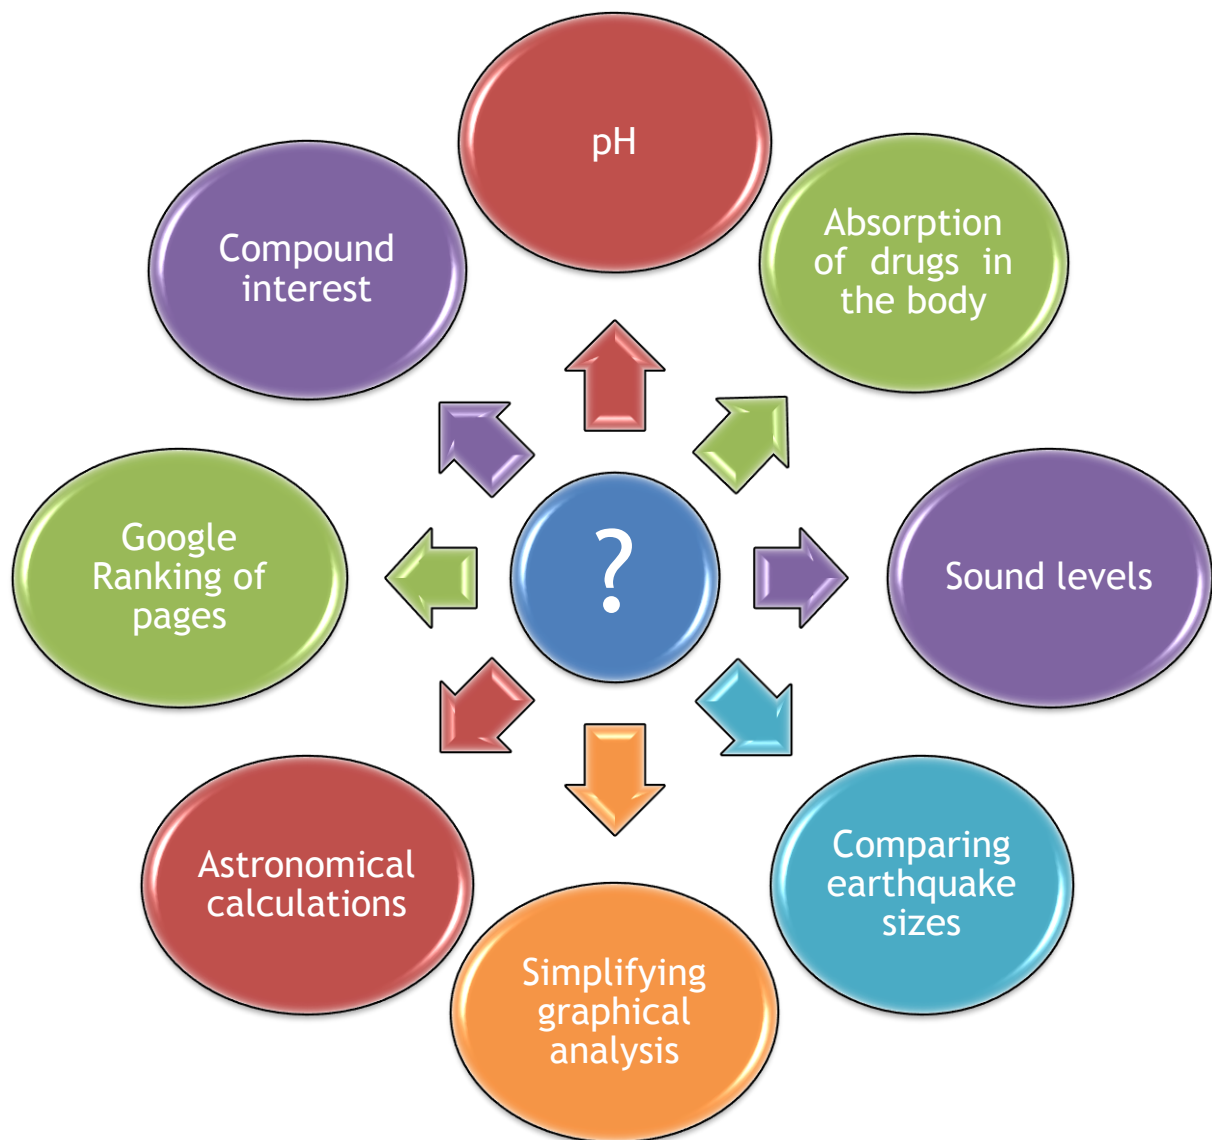 pH
Absorption
of drugs in
the body
Sound levels
Comparing
earthquake
sizes
Simplifying
graphical
analysis
Astronomical
calculations
Google
Ranking of
pages
Compound
interest
?